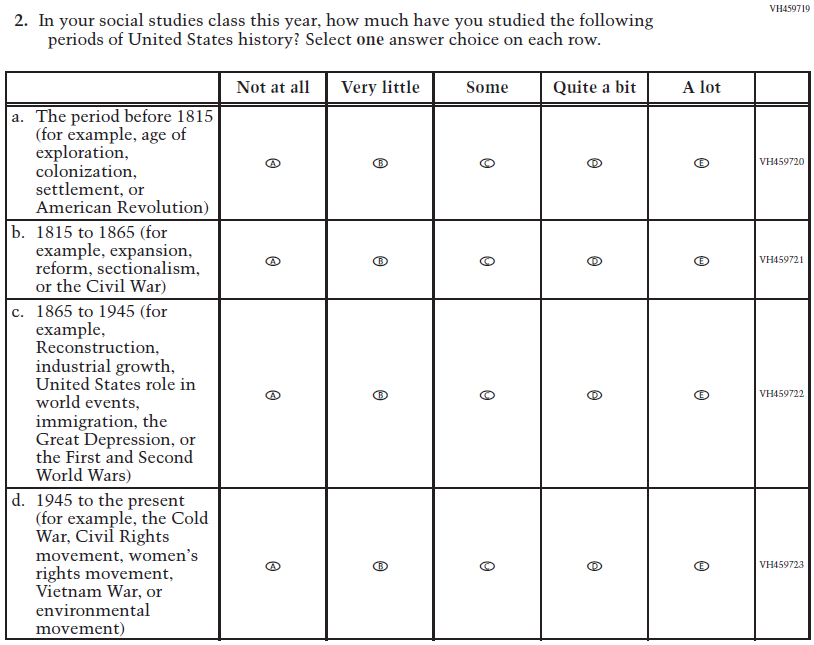 VH459719
2. In your social studies class this year, how much have you studied the following
periods of United States history? Select one answer choice on each row.
Not at all Very little Some Quite a bit A lot
a. The period before 1815
(for example, age of
exploration,
colonization,
settlement, or
American Revolution)
A B C D E VH459720
b. 1815 to 1865 (for
example, expansion,
reform, sectionalism,
or the Civil War)
A B C D E VH459721
c. 1865 to 1945 (for
example,
Reconstruction,
industrial growth,
United States role in
world events,
immigration, the
Great Depression, or
the First and Second
World Wars)
A B C D E VH459722
d. 1945 to the present
(for example, the Cold
War, Civil Rights
movement, women's
rights movement,
Vietnam War, or
environmental
movement)
A B C D E VH459723